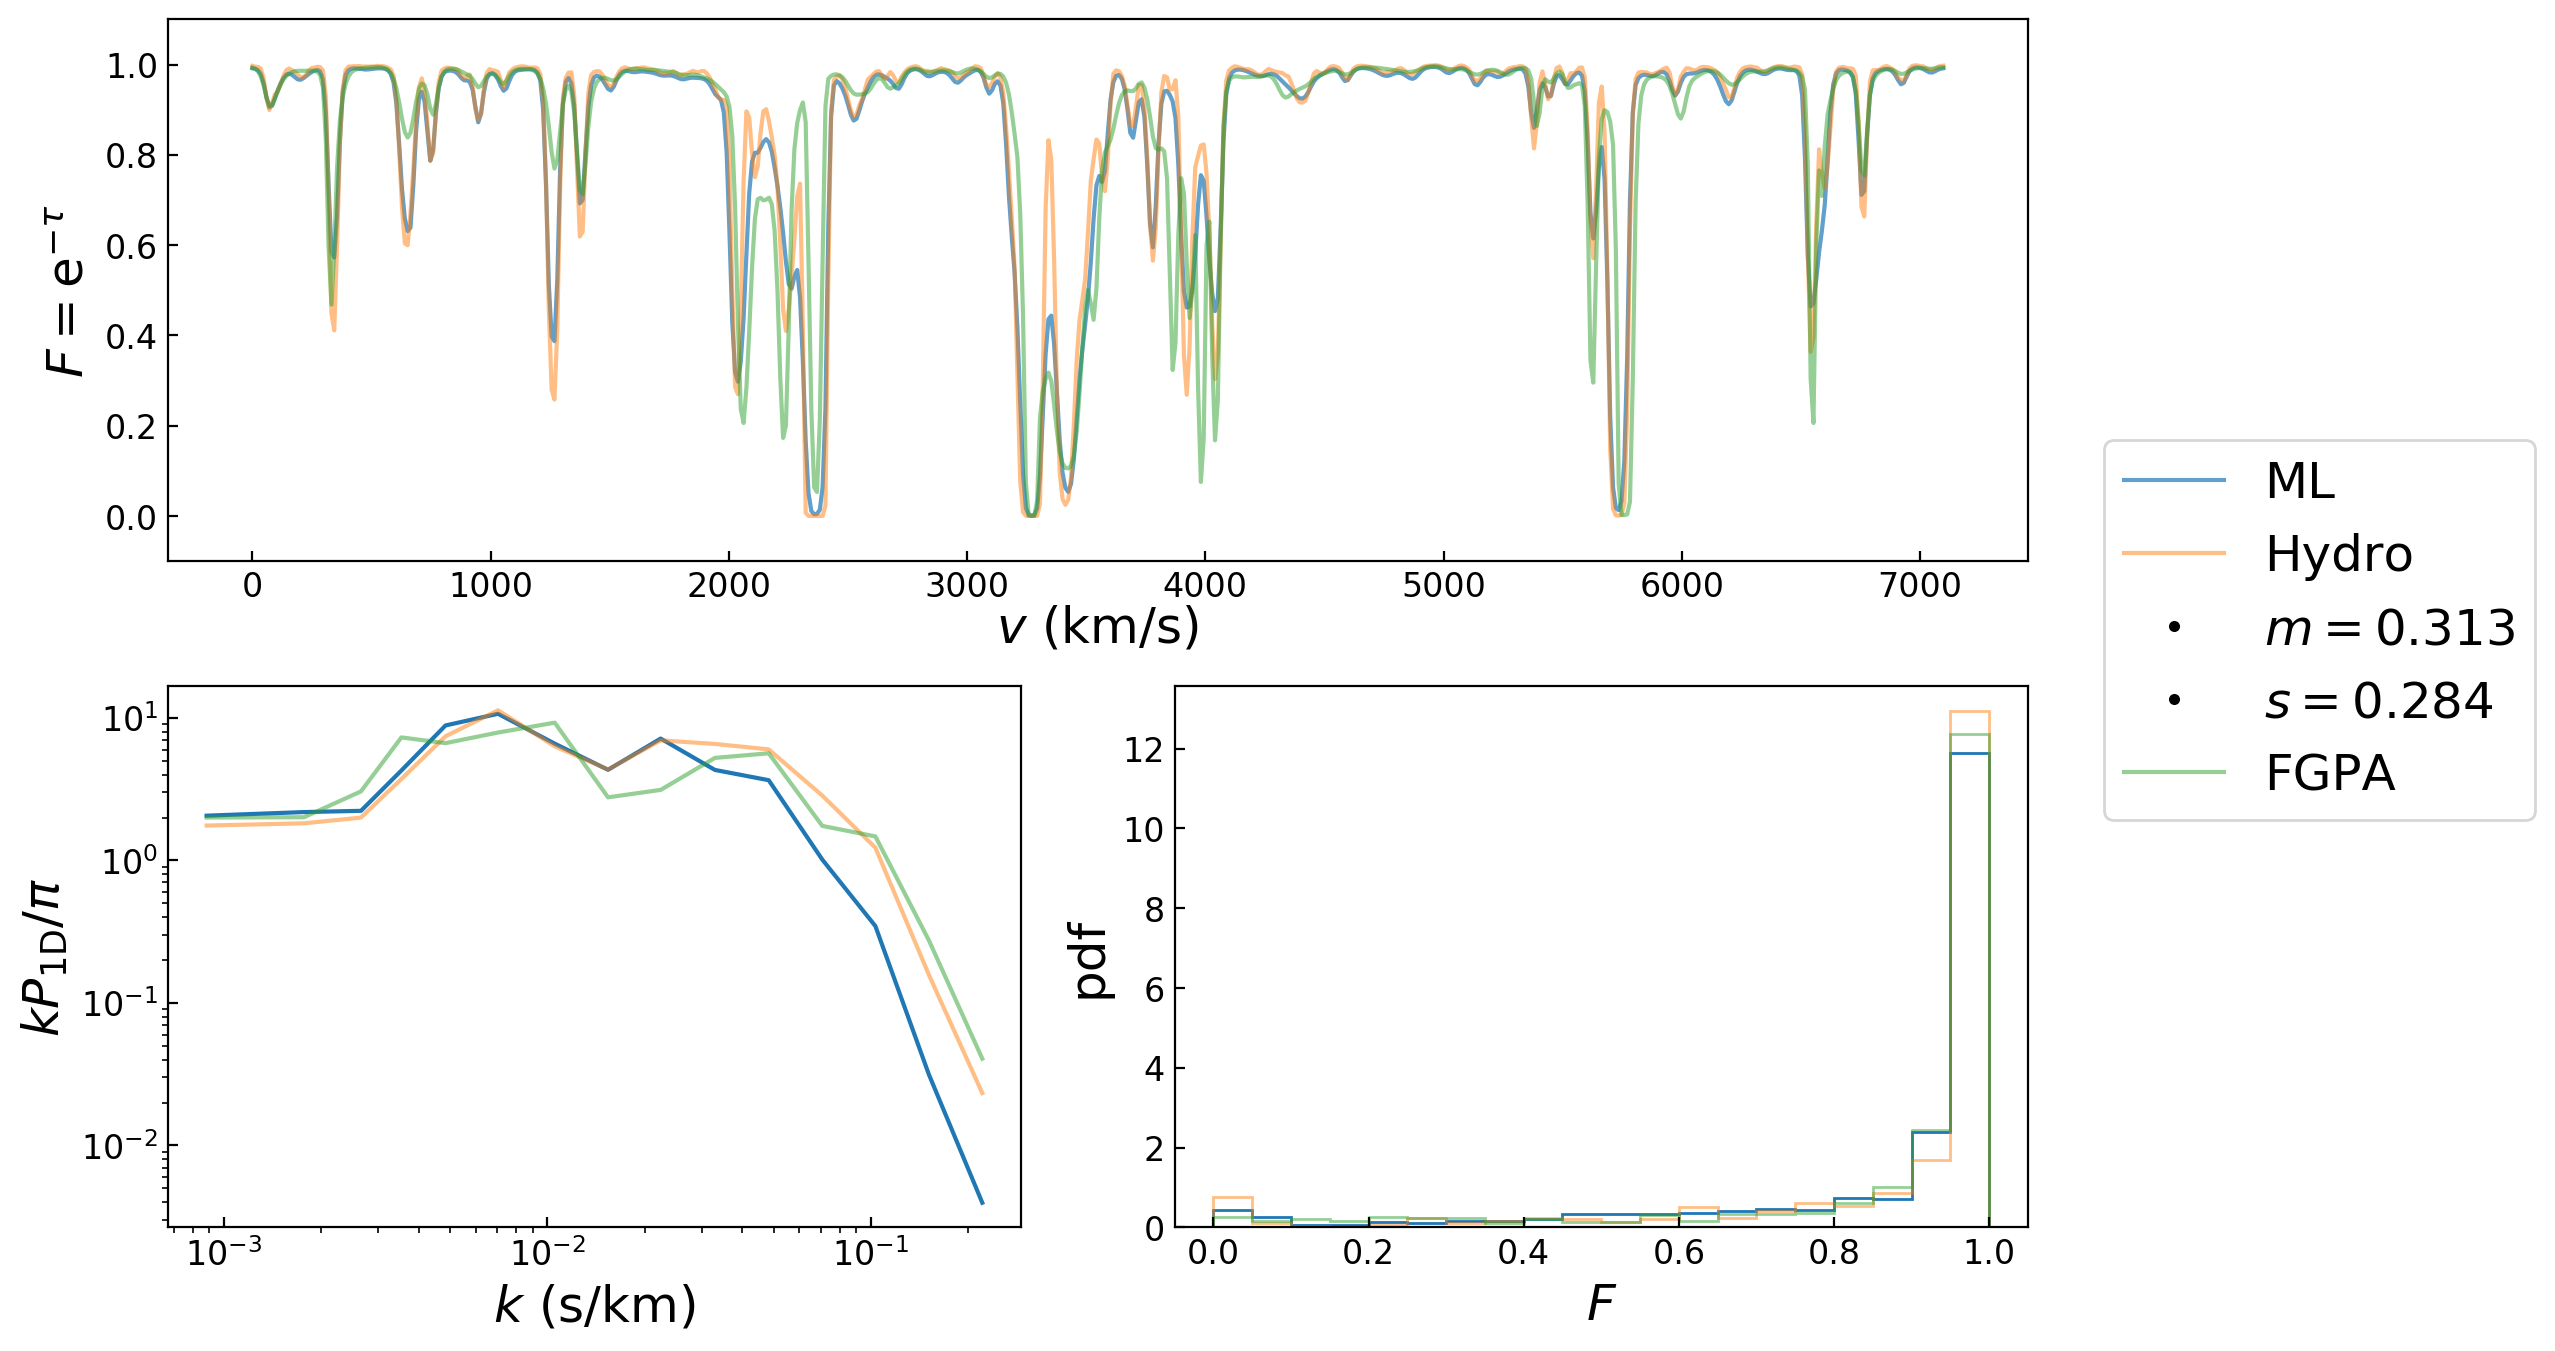 1.0
0.8
0.6
0.4
0.2
0.0
F = e^{−τ}
0 1000 2000 3000 4000 5000 6000 7000
v (km/s)
ML
Hydro
m = 0.313
s = 0.284
FGPA
10^1
10^0
10^{−1}
10^{−2}
kP_{1D}/π
10^{−3} 10^{−2} 10^{−1}
k (s/km)
12
10
8
6
4
2
0
pdf
0.0 0.2 0.4 0.6 0.8 1.0
F